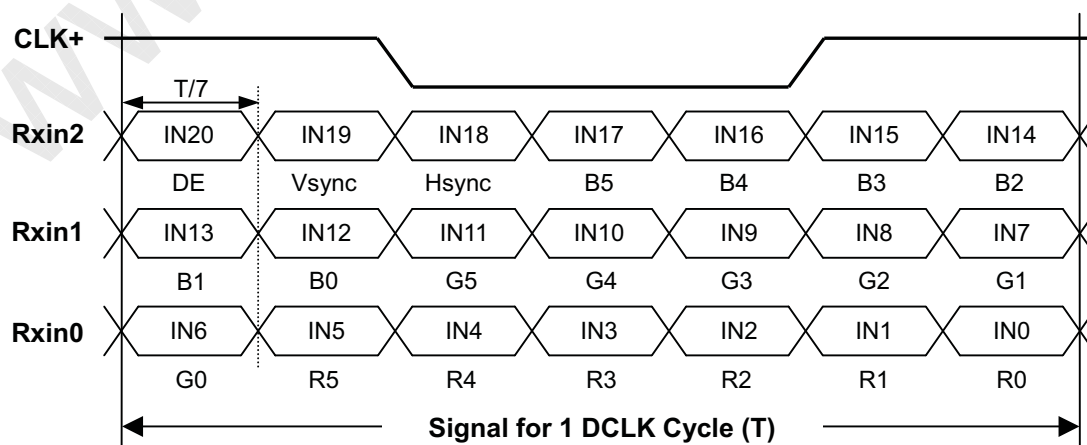 CLK+
T/7
Rxin2 IN20 IN19 IN18 IN17 IN16 IN15 IN14
DE Vsync Hsync B5 B4 B3 B2
Rxin1 IN13 IN12 IN11 IN10 IN9 IN8 IN7
B1 B0 G5 G4 G3 G2 G1
Rxin0 IN6 IN5 IN4 IN3 IN2 IN1 IN0
G0 R5 R4 R3 R2 R1 R0
Signal for 1 DCLK Cycle (T)